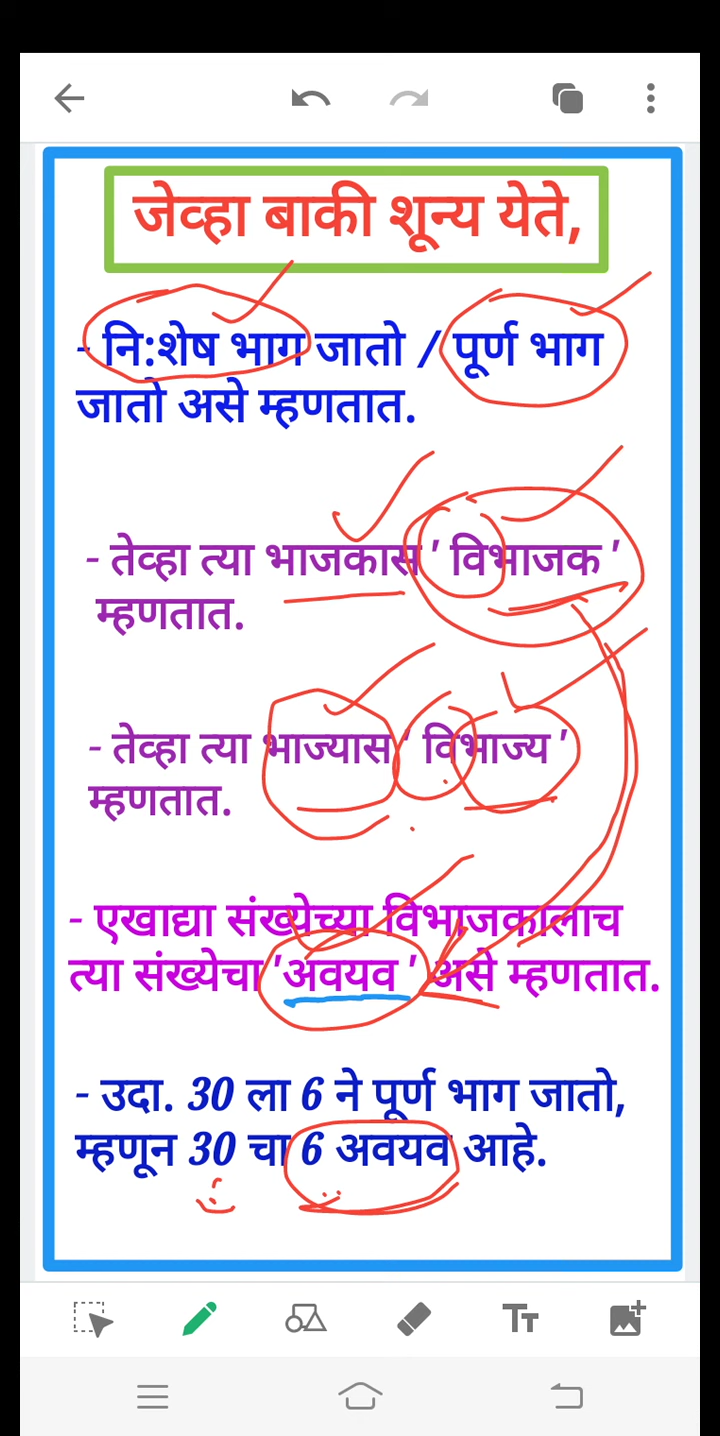 जेव्हा बाकी शून्य येते,
- नि:शेष भाग जातो / पूर्ण भाग
जातो असे म्हणतात.
- तेव्हा त्या भाजकास ' विभाजक '
म्हणतात.
- तेव्हा त्या भाज्यास ' विभाज्य '
म्हणतात.
- एखाद्या संख्येच्या विभाजकालाच
त्या संख्येचा 'अवयव ' असे म्हणतात.
- उदा. 30 ला 6 ने पूर्ण भाग जातो,
म्हणून 30 चा 6 अवयव आहे.
TT